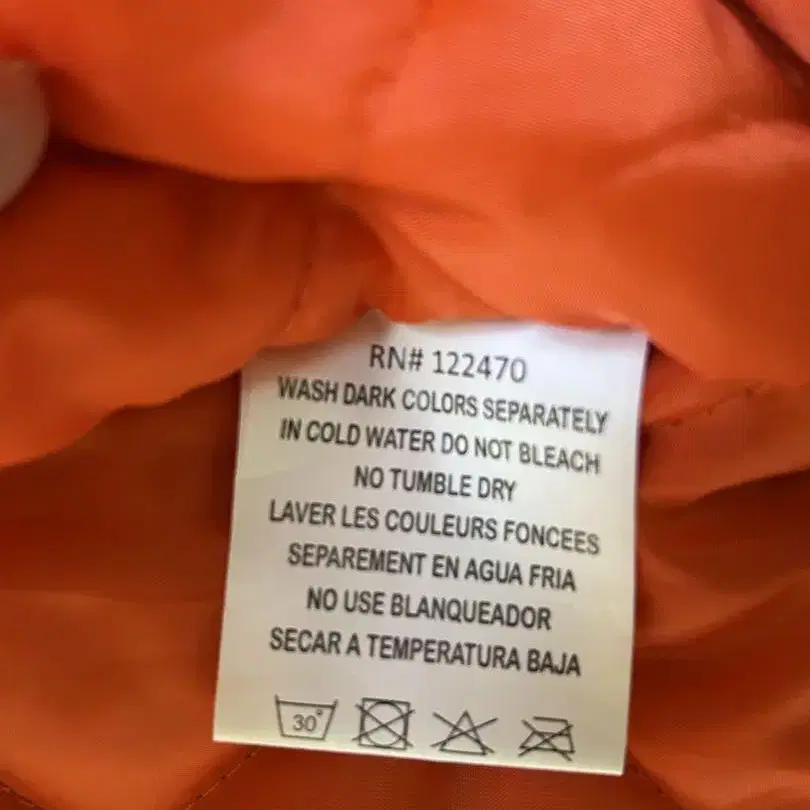 RN# 122470
WASH DARK COLORS SEPARATELY
IN COLD WATER DO NOT BLEACH
NO TUMBLE DRY
LAVER LES COULEURS FONCEES
SEPAREMENT EN AGUA FRIA
NO USE BLANQUEADOR
SECAR A TEMPERATURA BAJA
30°